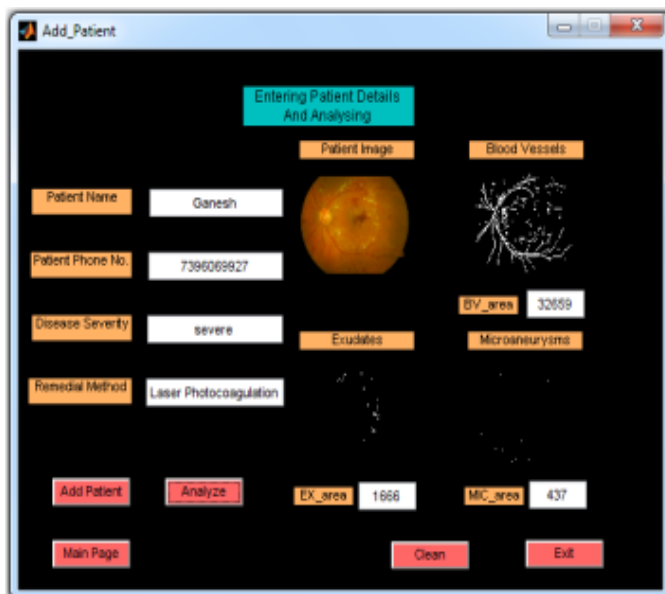 Add_Patient
Entering Patient Details
And Analysing
Patient Image
Blood Vessels
Patient Name
Ganesh
Patient Phone No.
7396069927
BV_area
32659
Disease Severity
severe
Exudates
Microaneurysms
Remedial Method
Laser Photocoagulation
Add Patient
Analyze
EX_area
1666
MIC_area
437
Main Page
Clean
Exit